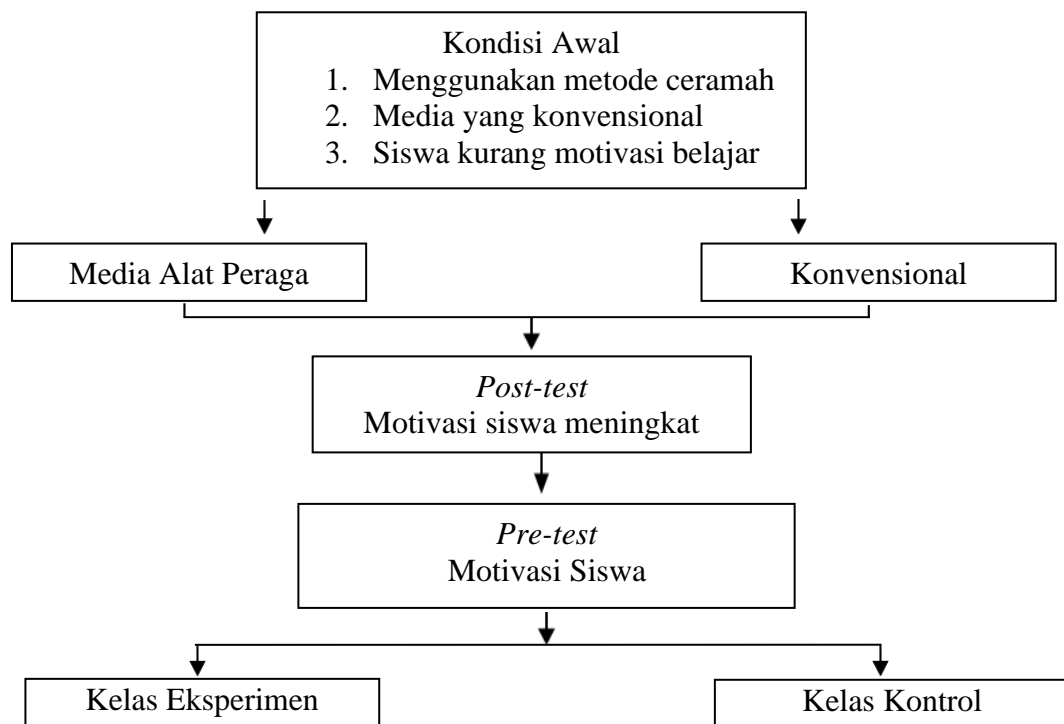 Kondisi Awal
1. Menggunakan metode ceramah
2. Media yang konvensional
3. Siswa kurang motivasi belajar
Media Alat Peraga
Konvensional
Post-test
Motivasi siswa meningkat
Pre-test
Motivasi Siswa
Kelas Eksperimen
Kelas Kontrol